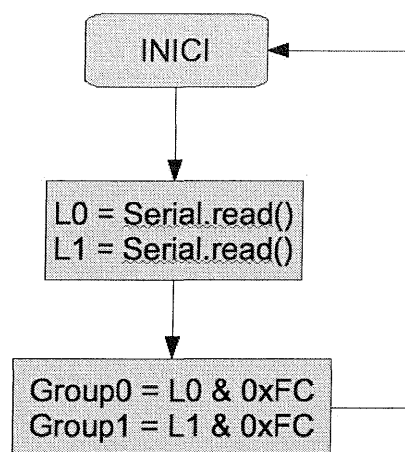 INICI
L0 = Serial.read()
L1 = Serial.read()
Group0 = L0 & 0xFC
Group1 = L1 & 0xFC